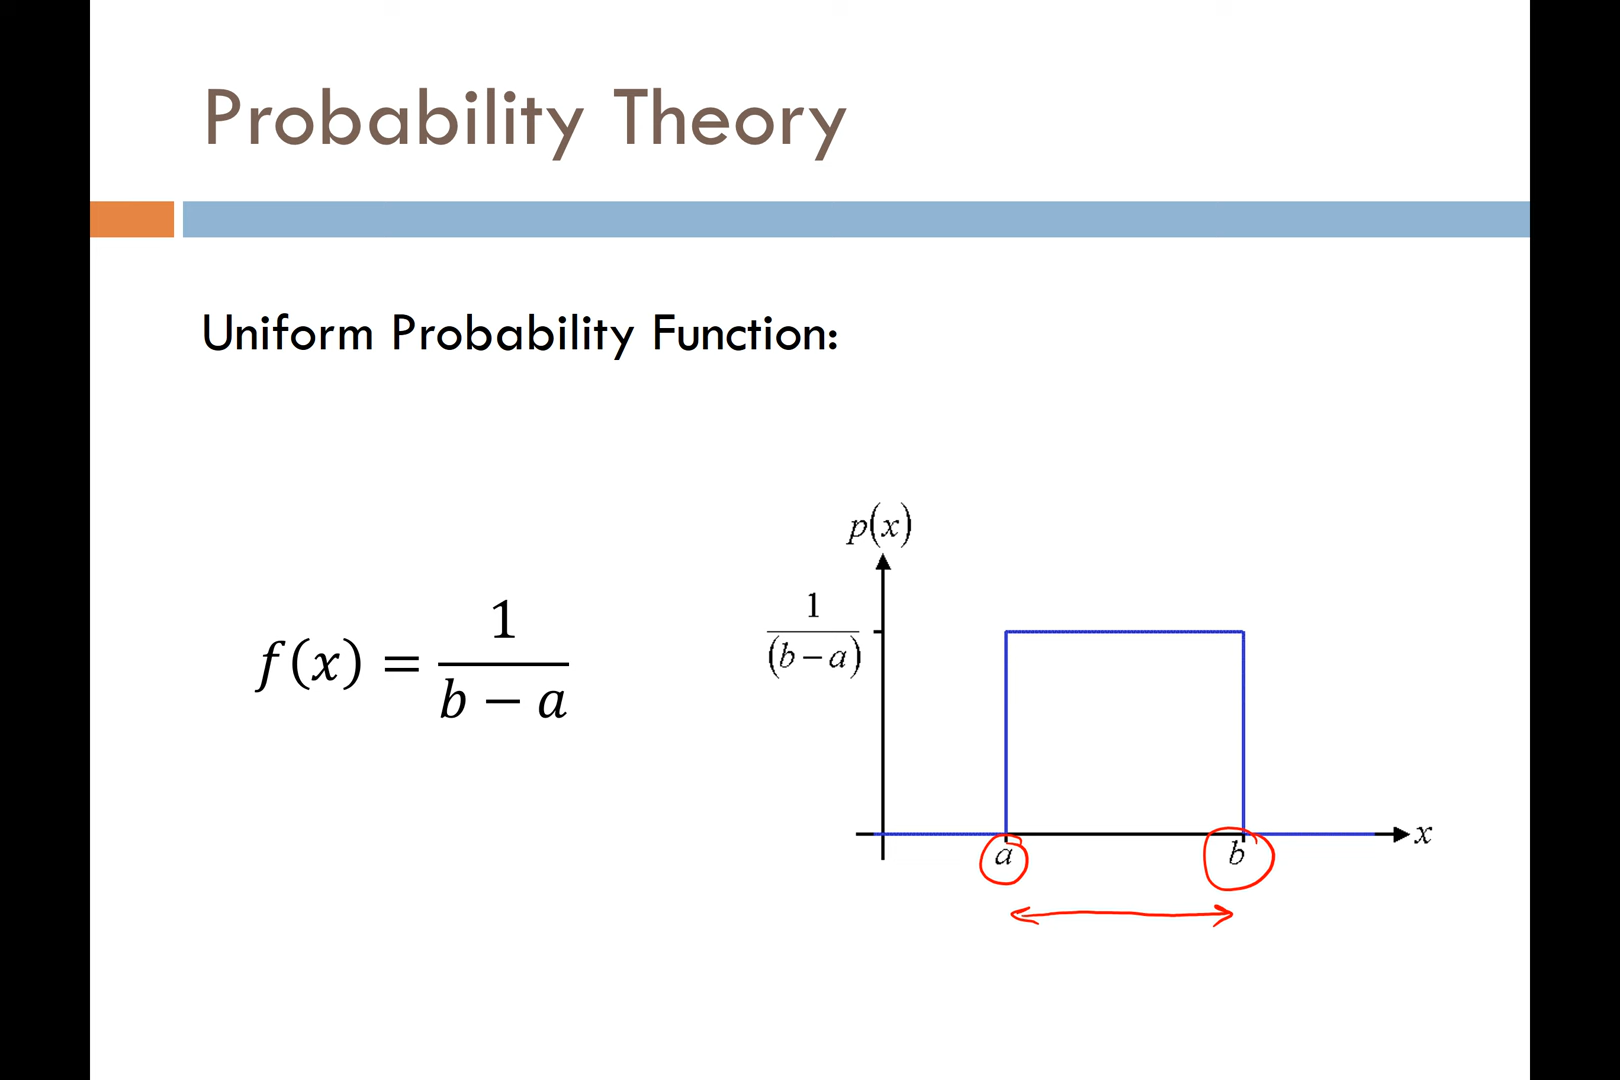 Probability Theory
Uniform Probability Function:
f(x) = 1/(b − a)
p(x)
1/(b − a)
a
b
x